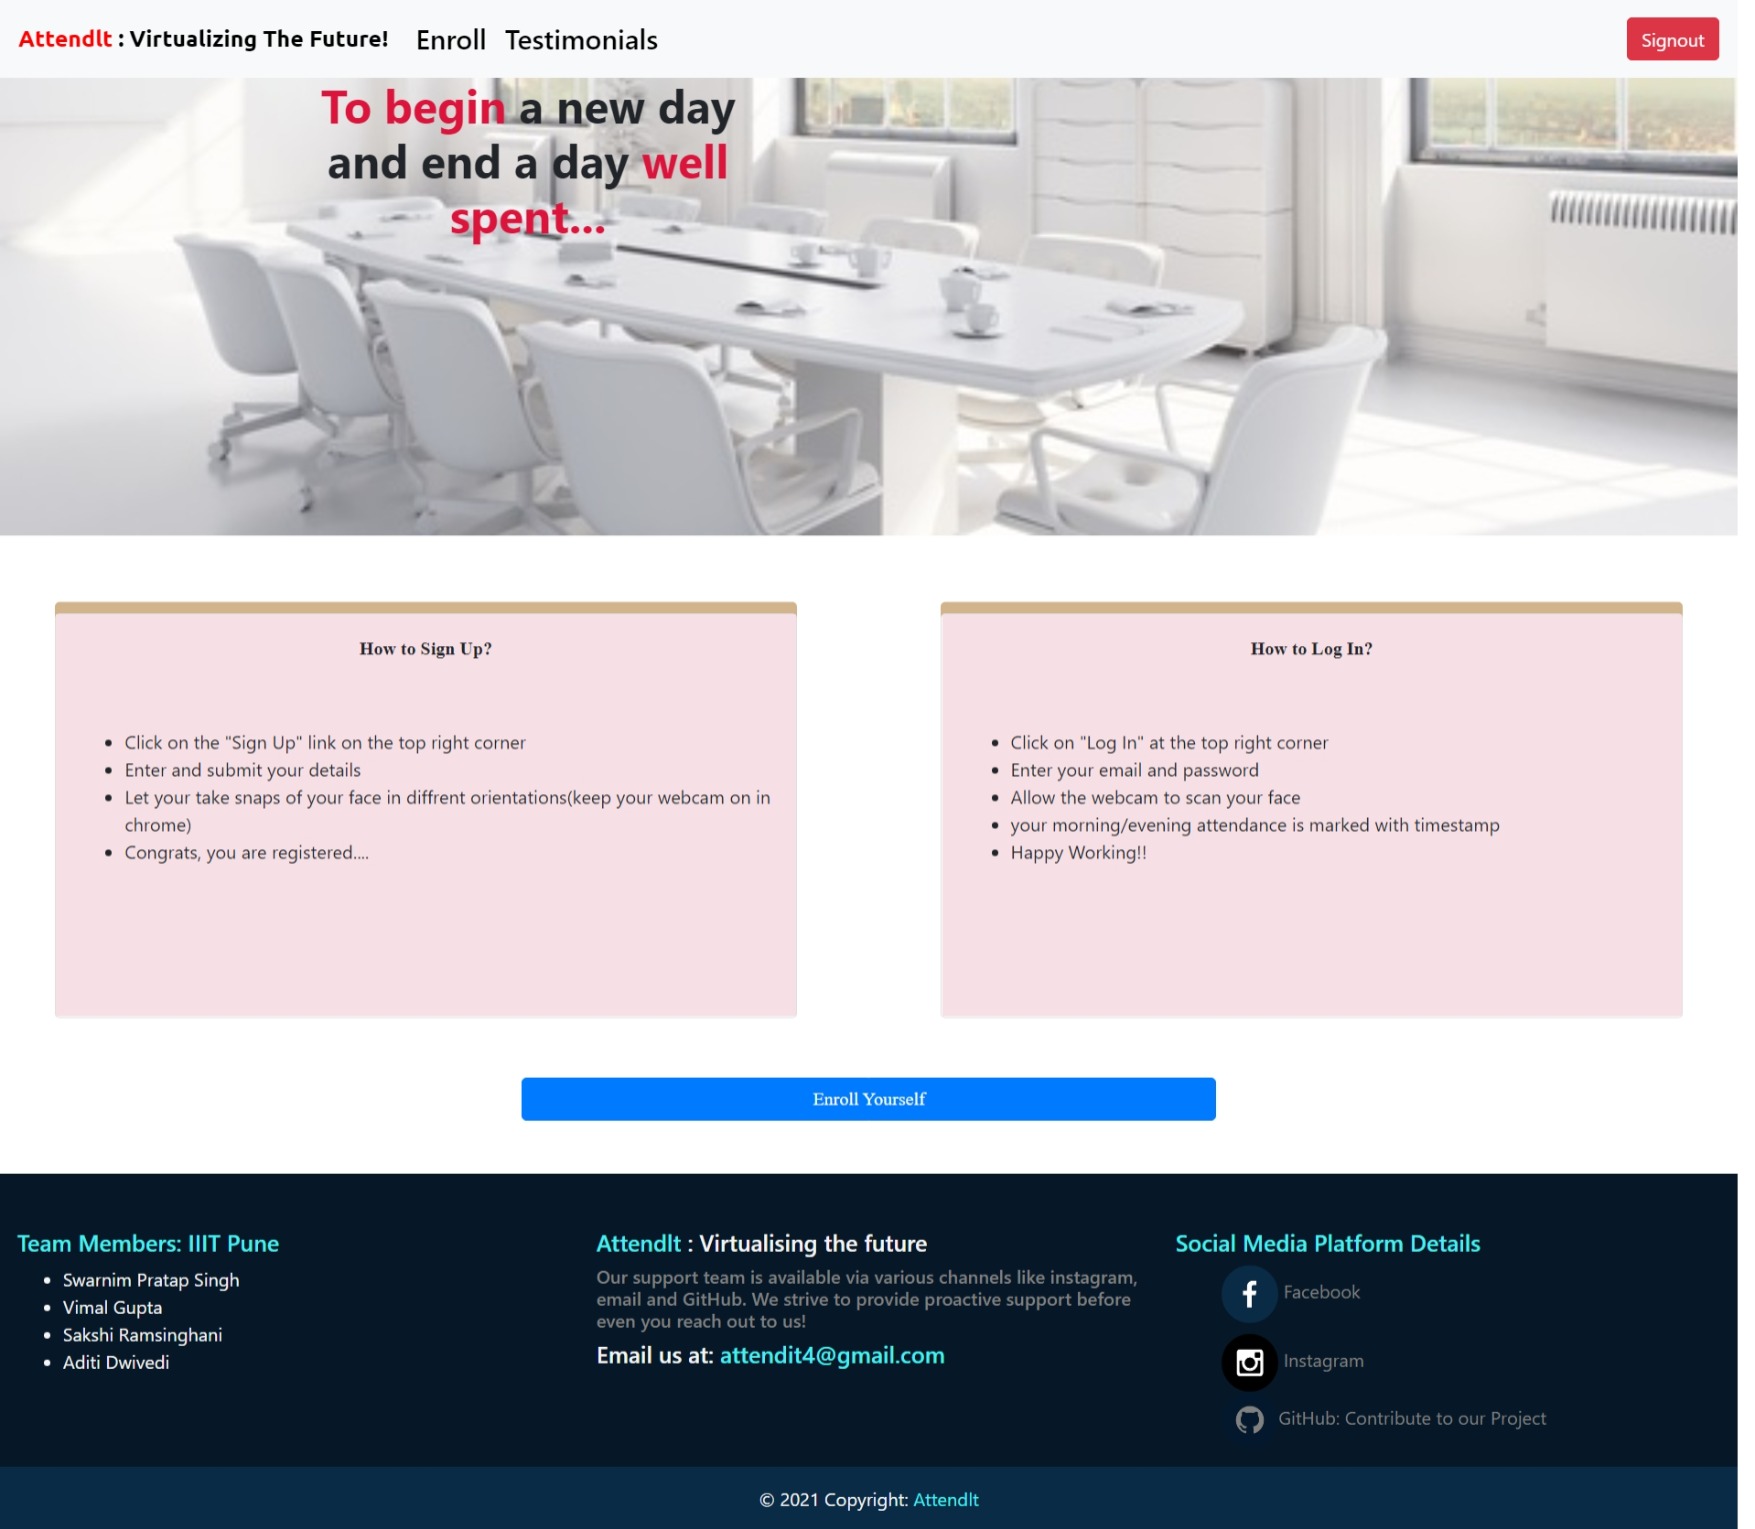 AttendIt : Virtualizing The Future! Enroll Testimonials Signout
To begin a new day
and end a day well
spent...
How to Sign Up?
Click on the "Sign Up" link on the top right corner
Enter and submit your details
Let your take snaps of your face in diffrent orientations(keep your webcam on in
chrome)
Congrats, you are registered....
How to Log In?
Click on "Log In" at the top right corner
Enter your email and password
Allow the webcam to scan your face
your morning/evening attendance is marked with timestamp
Happy Working!!
Enroll Yourself
Team Members: IIIT Pune
Swarnim Pratap Singh
Vimal Gupta
Sakshi Ramsinghani
Aditi Dwivedi
AttendIt : Virtualising the future
Our support team is available via various channels like instagram,
email and GitHub. We strive to provide proactive support before
even you reach out to us!
Email us at: attendit4@gmail.com
Social Media Platform Details
Facebook
Instagram
GitHub: Contribute to our Project
© 2021 Copyright: AttendIt